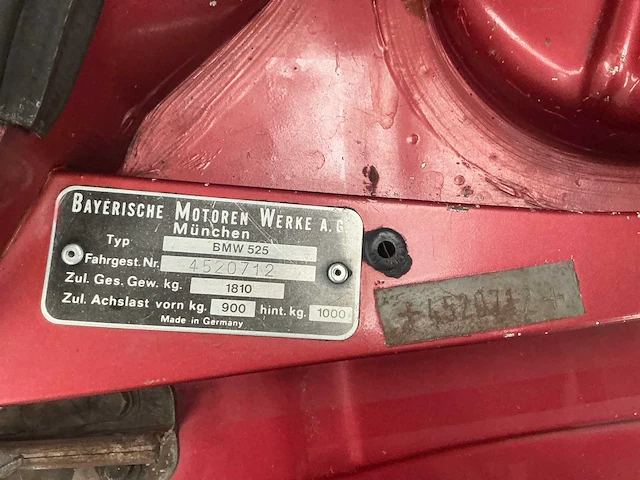 BAYERISCHE MOTOREN WERKE A.G.
München
Typ BMW 525
Fahrgest. Nr. 4520712
Zul. Ges. Gew. kg. 1810
Zul. Achslast vorn kg. 900 hint. kg. 1000
Made in Germany